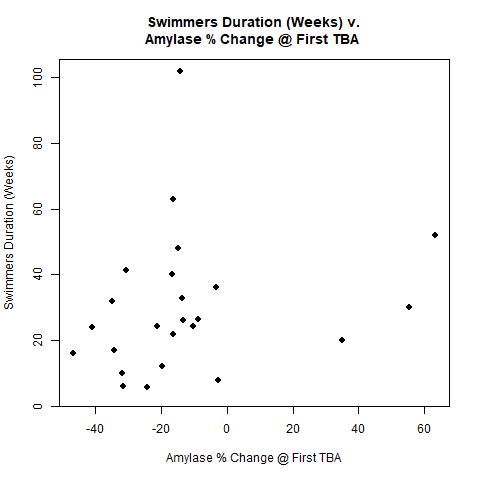 Swimmers Duration (Weeks) v.
Amylase % Change @ First TBA
Swimmers Duration (Weeks)
100
80
60
40
20
0
-40 -20 0 20 40 60
Amylase % Change @ First TBA